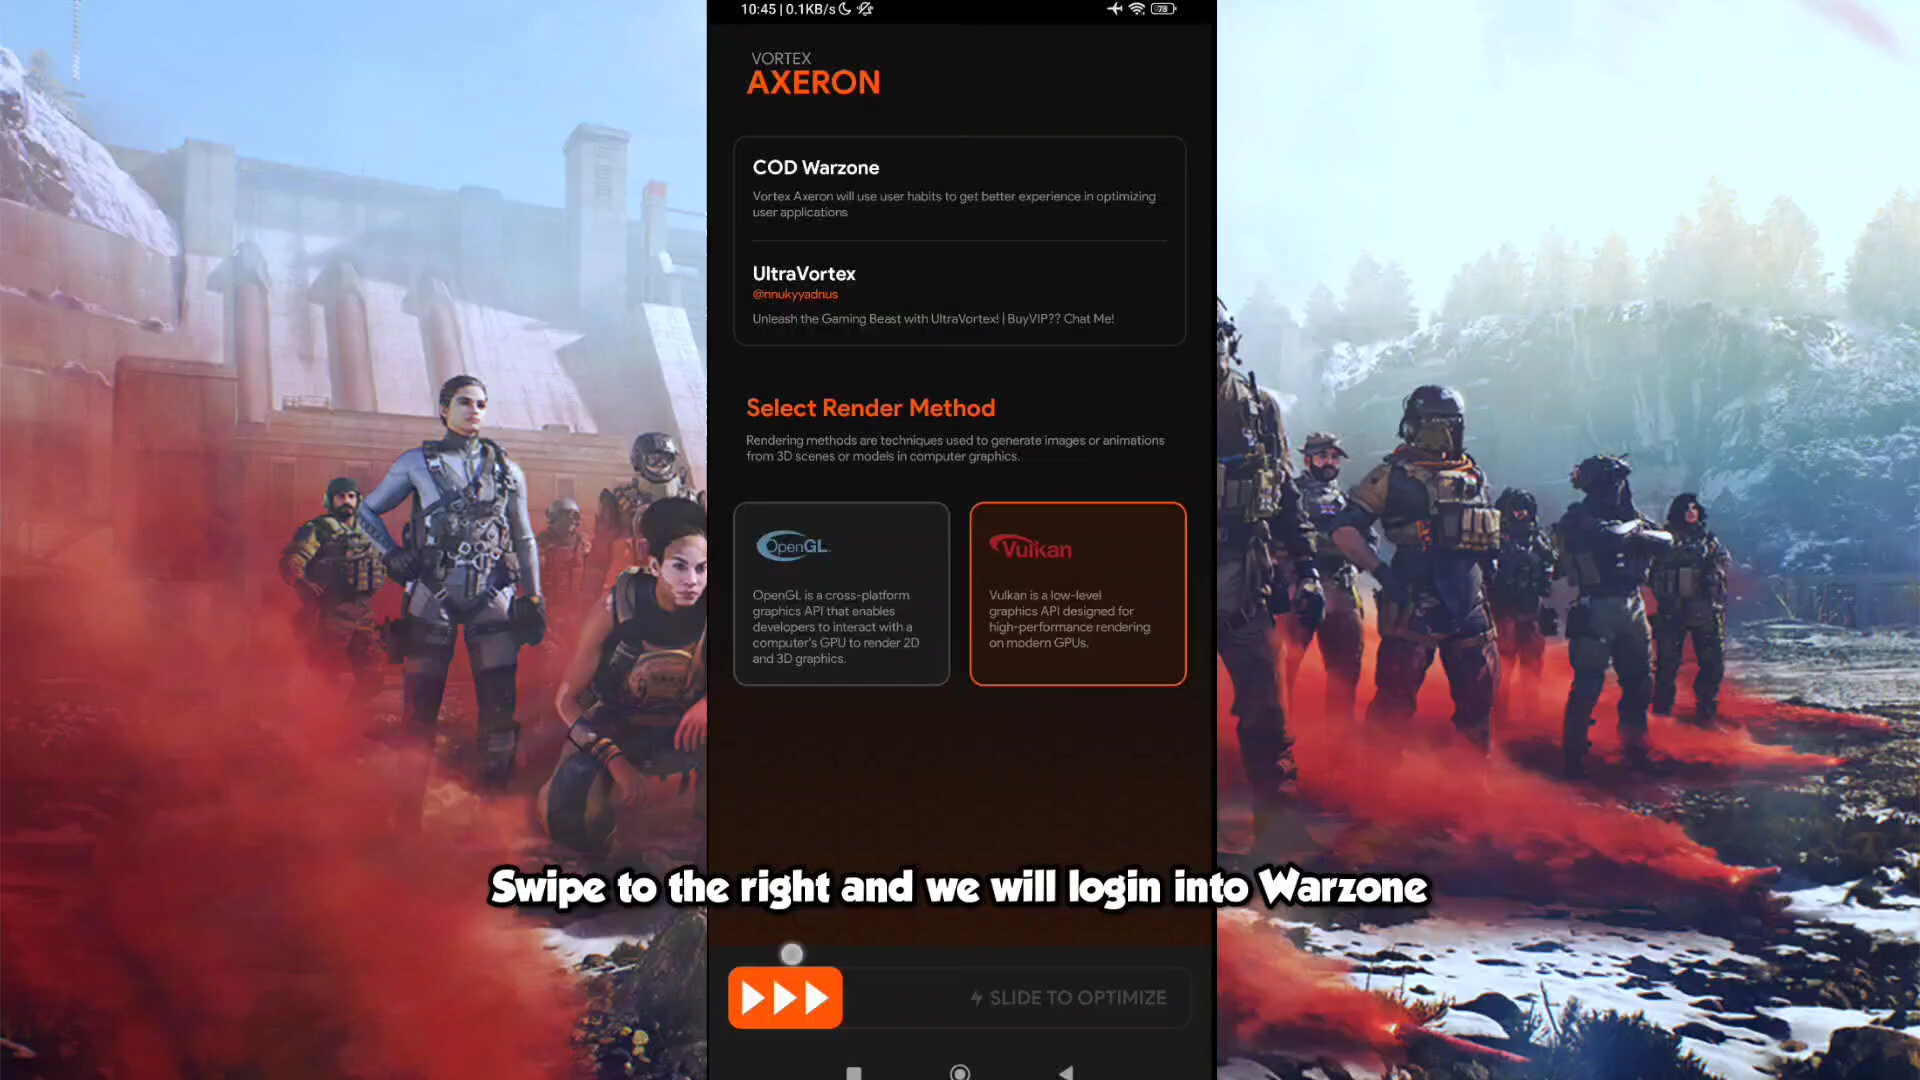 10:45 | 0.1KB/s
78
VORTEX
AXERON
COD Warzone
Vortex Axeron will use user habits to get better experience in optimizing
user applications
UltraVortex
@nnukyyadnus
Unleash the Gaming Beast with UltraVortex! | BuyVIP?? Chat Me!
Select Render Method
Rendering methods are techniques used to generate images or animations
from 3D scenes or models in computer graphics.
OpenGL
OpenGL is a cross-platform
graphics API that enables
developers to interact with a
computer's GPU to render 2D
and 3D graphics.
Vulkan
Vulkan is a low-level
graphics API designed for
high-performance rendering
on modern GPUs.
Swipe to the right and we will login into Warzone
SLIDE TO OPTIMIZE